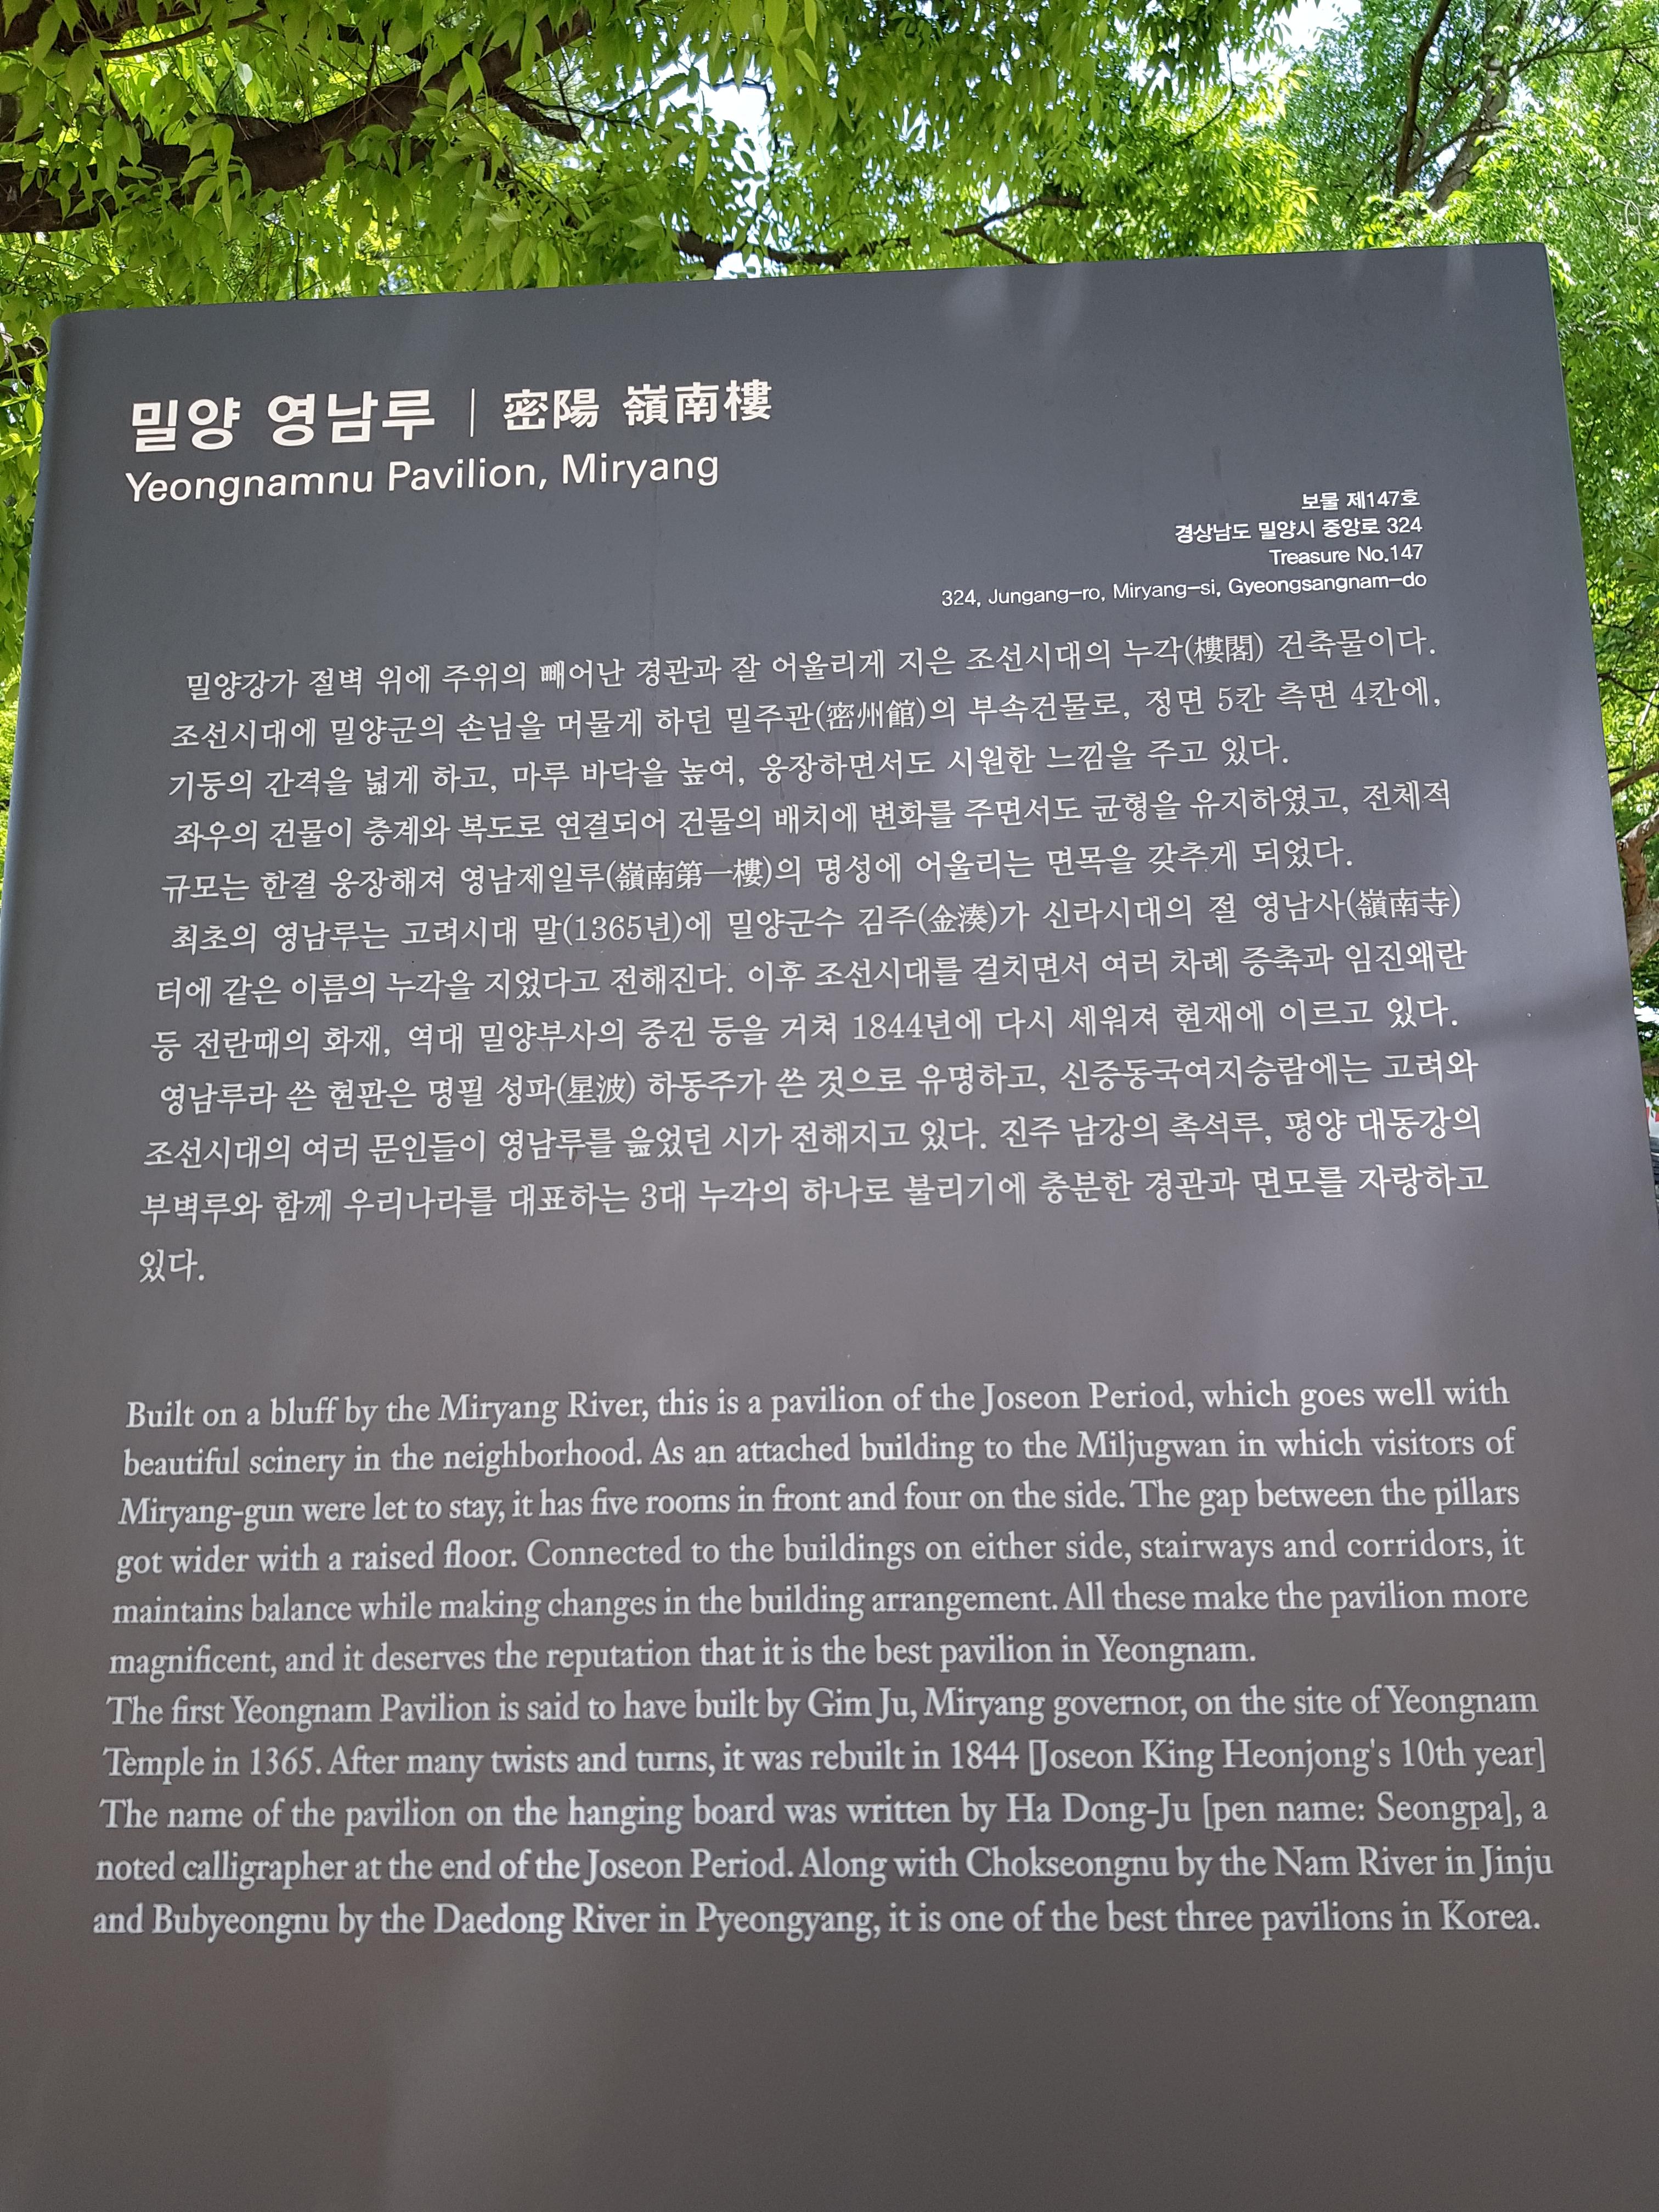 밀양 영남루 | 密陽 嶺南樓
Yeongnamnu Pavilion, Miryang
보물 제147호
경상남도 밀양시 중앙로 324
Treasure No.147
324, Jungang-ro, Miryang-si, Gyeongsangnam-do
밀양강가 절벽 위에 주위의 빼어난 경관과 잘 어울리게 지은 조선시대의 누각(樓閣) 건축물이다.
조선시대에 밀양군의 손님을 머물게 하던 밀주관(密州館)의 부속건물로, 정면 5칸 측면 4칸에,
기둥의 간격을 넓게 하고, 마루 바닥을 높여, 웅장하면서도 시원한 느낌을 주고 있다.
좌우의 건물이 층계와 복도로 연결되어 건물의 배치에 변화를 주면서도 균형을 유지하였고, 전체적
규모는 한결 웅장해져 영남제일루(嶺南第一樓)의 명성에 어울리는 면목을 갖추게 되었다.
최초의 영남루는 고려시대 말(1365년)에 밀양군수 김주(金湊)가 신라시대의 절 영남사(嶺南寺)
터에 같은 이름의 누각을 지었다고 전해진다. 이후 조선시대를 걸치면서 여러 차례 증축과 임진왜란
등 전란때의 화재, 역대 밀양부사의 중건 등을 거쳐 1844년에 다시 세워져 현재에 이르고 있다.
영남루라 쓴 현판은 명필 성파(星波) 하동주가 쓴 것으로 유명하고, 신증동국여지승람에는 고려와
조선시대의 여러 문인들이 영남루를 읊었던 시가 전해지고 있다. 진주 남강의 촉석루, 평양 대동강의
부벽루와 함께 우리나라를 대표하는 3대 누각의 하나로 불리기에 충분한 경관과 면모를 자랑하고
있다.
Built on a bluff by the Miryang River, this is a pavilion of the Joseon Period, which goes well with
beautiful scinery in the neighborhood. As an attached building to the Miljugwan in which visitors of
Miryang-gun were let to stay, it has five rooms in front and four on the side. The gap between the pillars
got wider with a raised floor. Connected to the buildings on either side, stairways and corridors, it
maintains balance while making changes in the building arrangement. All these make the pavilion more
magnificent, and it deserves the reputation that it is the best pavilion in Yeongnam.
The first Yeongnam Pavilion is said to have built by Gim Ju, Miryang governor, on the site of Yeongnam
Temple in 1365. After many twists and turns, it was rebuilt in 1844 [Joseon King Heonjong's 10th year]
The name of the pavilion on the hanging board was written by Ha Dong-Ju [pen name: Seongpa], a
noted calligrapher at the end of the Joseon Period. Along with Chokseongnu by the Nam River in Jinju
and Bubyeongnu by the Daedong River in Pyeongyang, it is one of the best three pavilions in Korea.